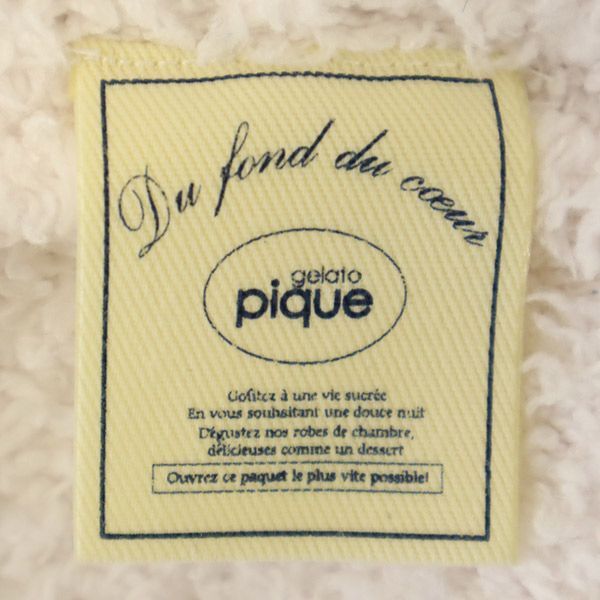 Du fond du cœur
gelato
pique
Goûtez à une vie sucrée
En vous souhaitant une douce nuit
Dégustez nos robes de chambre,
délicieuses comme un dessert
Ouvrez ce paquet le plus vite possible!